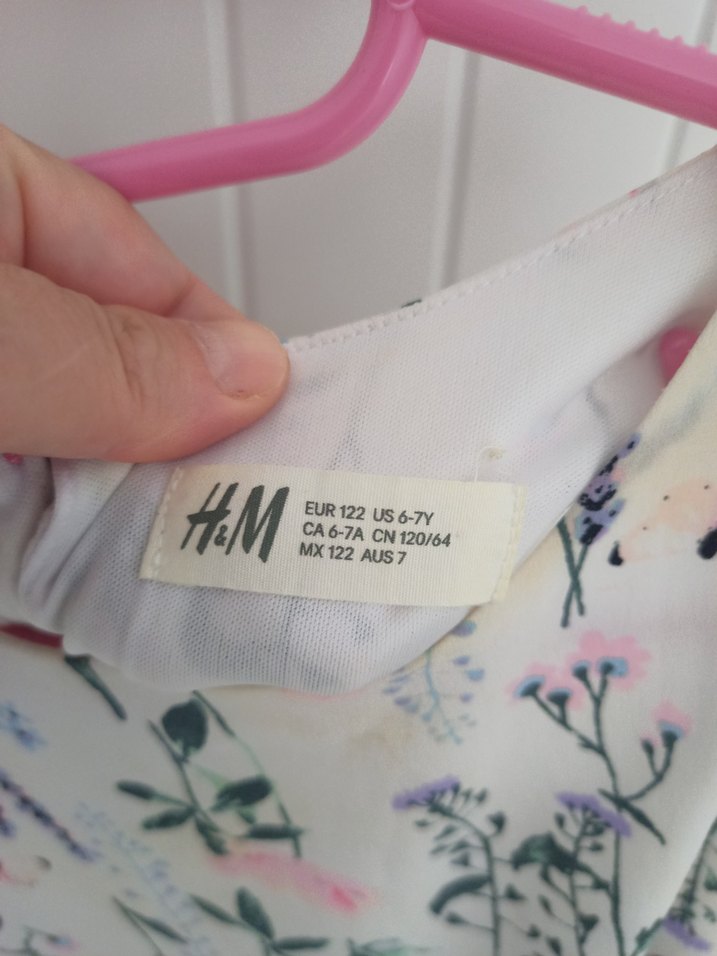 H&M
EUR 122 US 6-7Y
CA 6-7A CN 120/64
MX 122 AUS 7